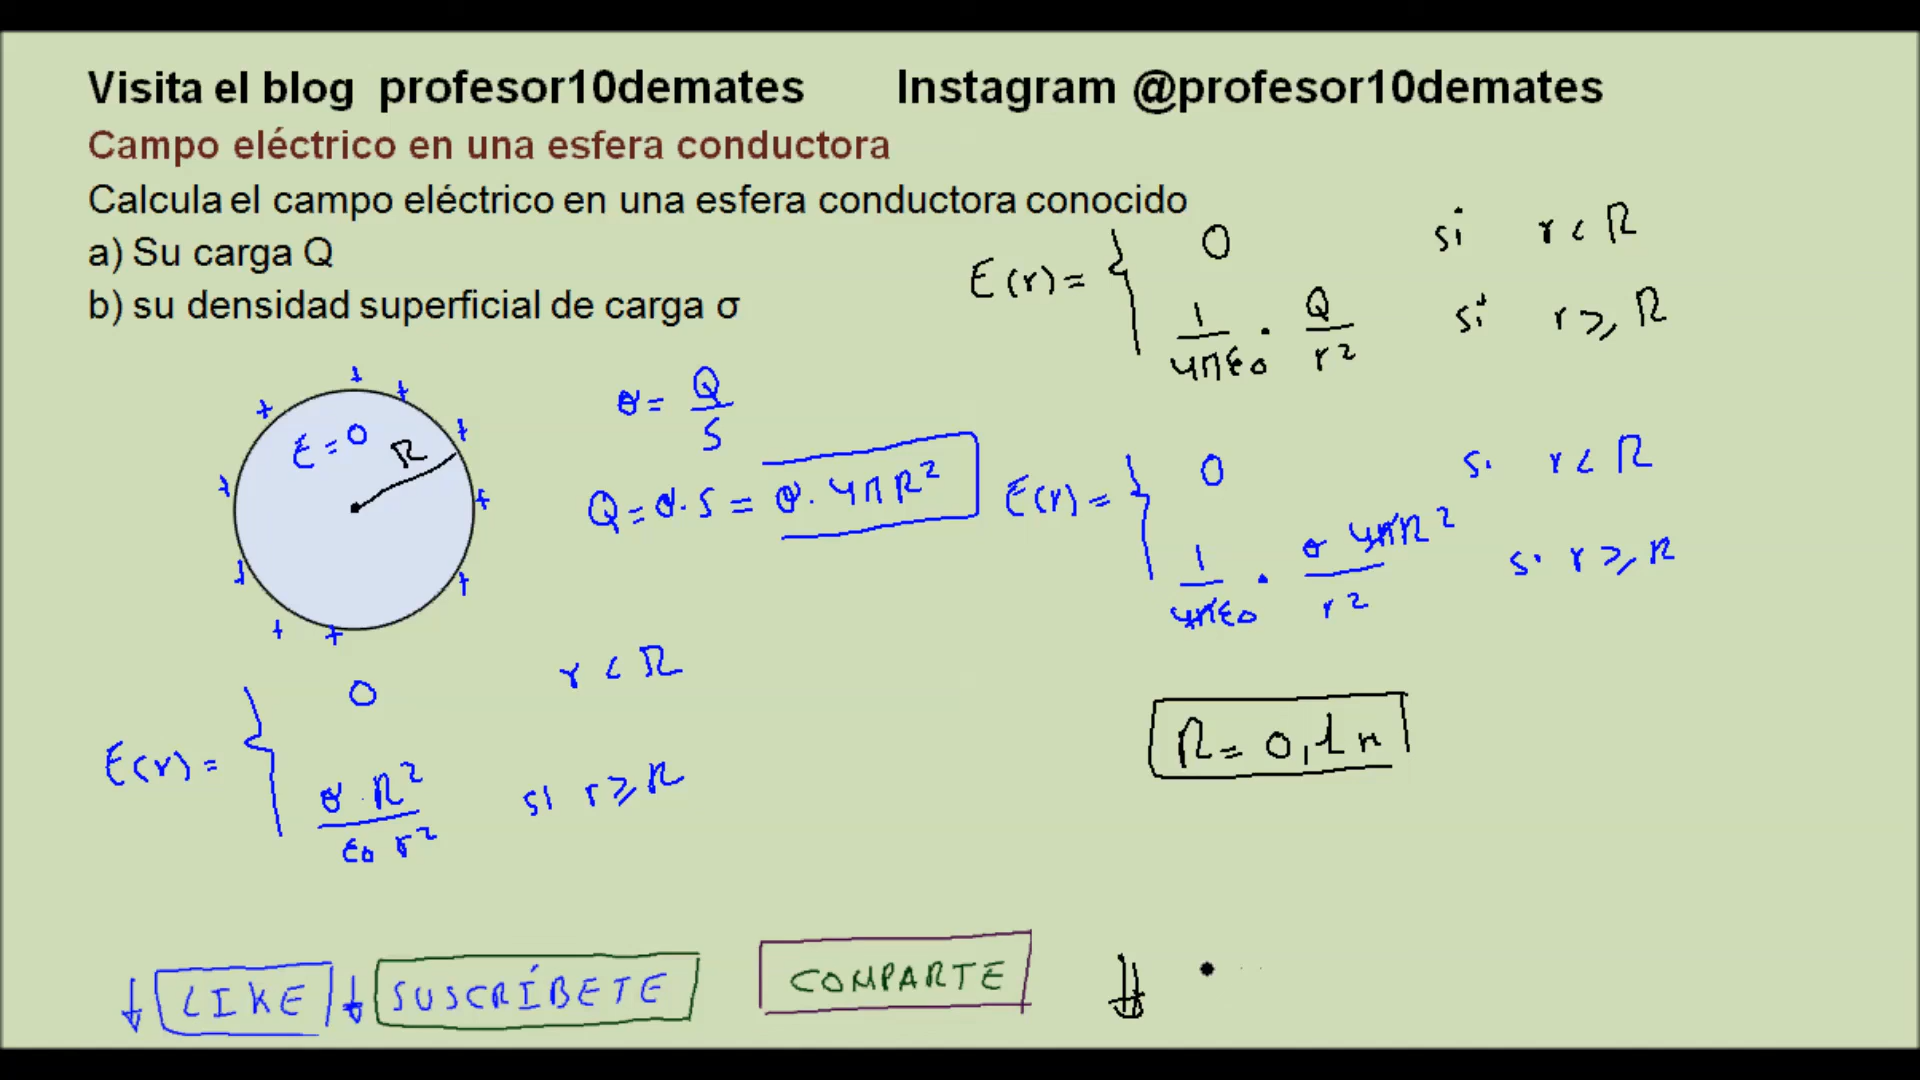 Visita el blog profesor10demates Instagram @profesor10demates
Campo eléctrico en una esfera conductora
Calcula el campo eléctrico en una esfera conductora conocido
a) Su carga Q
b) su densidad superficial de carga σ
E(r) = { 0 si r < R
1/4πε0 · Q/r² si r ≥ R
+ + + + + + + + + +
E = 0 R
σ = Q/S
Q = σ · S = σ · 4πR²
E(r) = { 0 si r < R
1/4πε0 · σ 4πR²/r² si r ≥ R
E(r) = { 0 r < R
σ · R²/ε0 r² si r ≥ R
R = 0,1 m
↓ LIKE ↓ SUSCRÍBETE COMPARTE